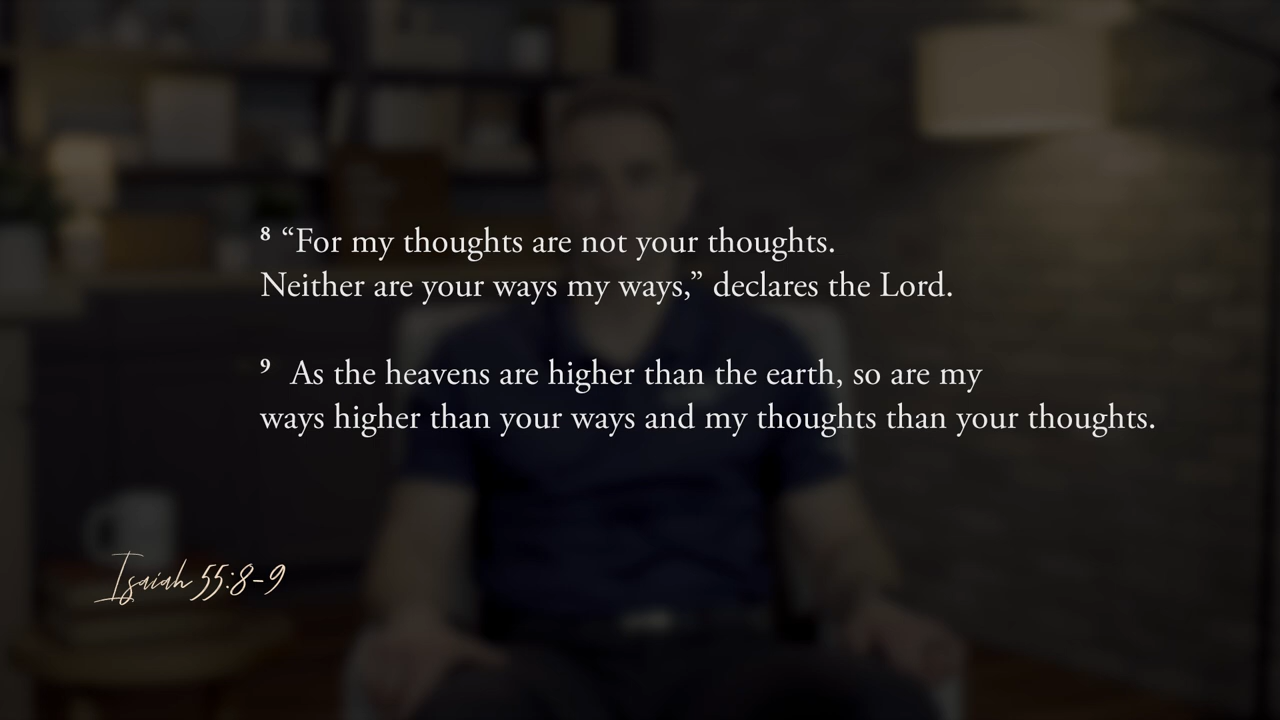 ⁸ “For my thoughts are not your thoughts.
Neither are your ways my ways,” declares the Lord.
⁹ As the heavens are higher than the earth, so are my
ways higher than your ways and my thoughts than your thoughts.
Isaiah 55:8-9